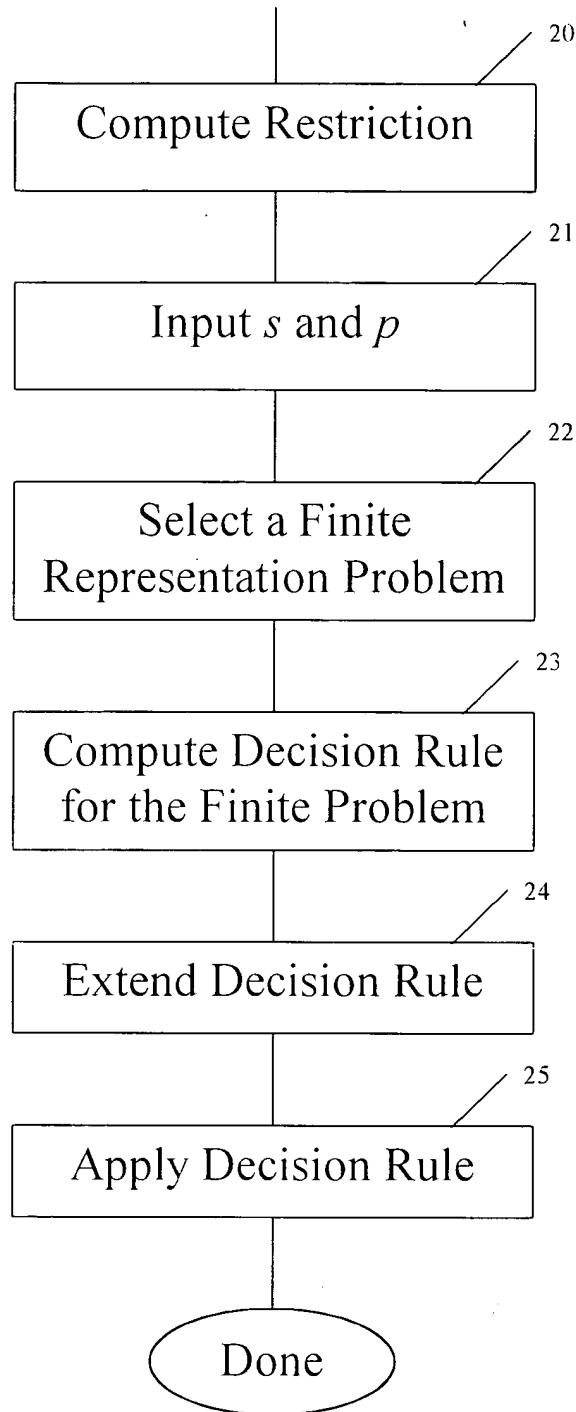 20
Compute Restriction
21
Input s and p
22
Select a Finite
Representation Problem
23
Compute Decision Rule
for the Finite Problem
24
Extend Decision Rule
25
Apply Decision Rule
Done